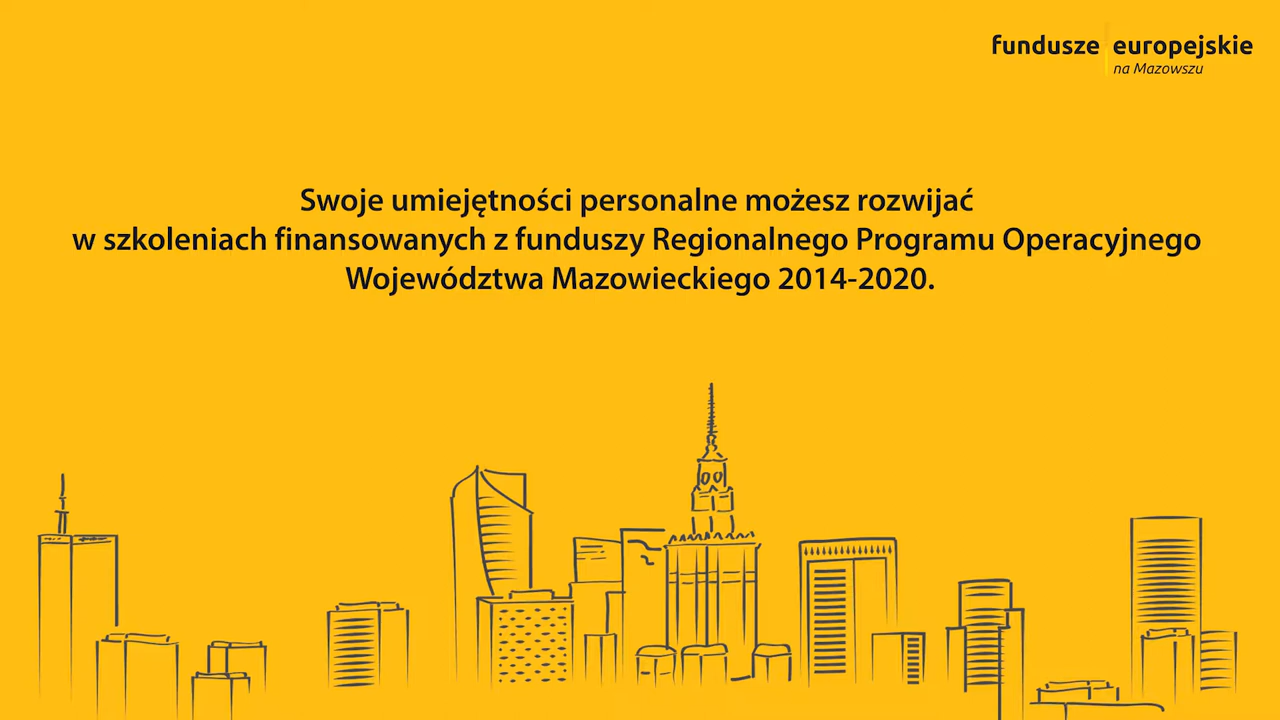 fundusze europejskie
na Mazowszu
Swoje umiejętności personalne możesz rozwijać
w szkoleniach finansowanych z funduszy Regionalnego Programu Operacyjnego
Województwa Mazowieckiego 2014-2020.